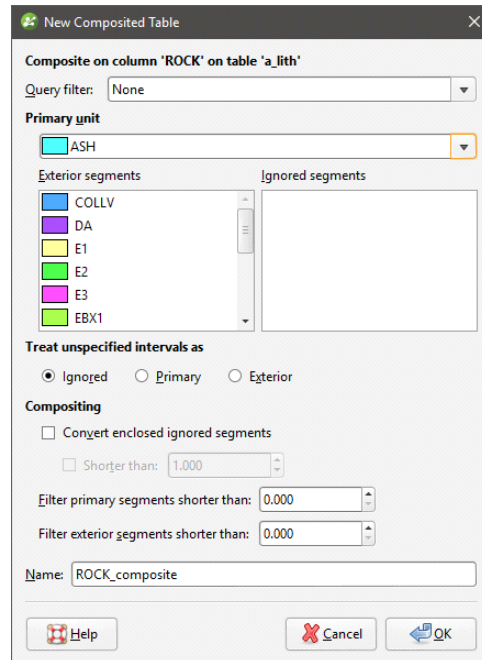 New Composited Table
Composite on column 'ROCK' on table 'a_lith'
Query filter: None
Primary unit
ASH
Exterior segments Ignored segments
COLLV
DA
E1
E2
E3
EBX1
Treat unspecified intervals as
Ignored Primary Exterior
Compositing
Convert enclosed ignored segments
Shorter than: 1.000
Filter primary segments shorter than: 0.000
Filter exterior segments shorter than: 0.000
Name: ROCK_composite
Help Cancel OK